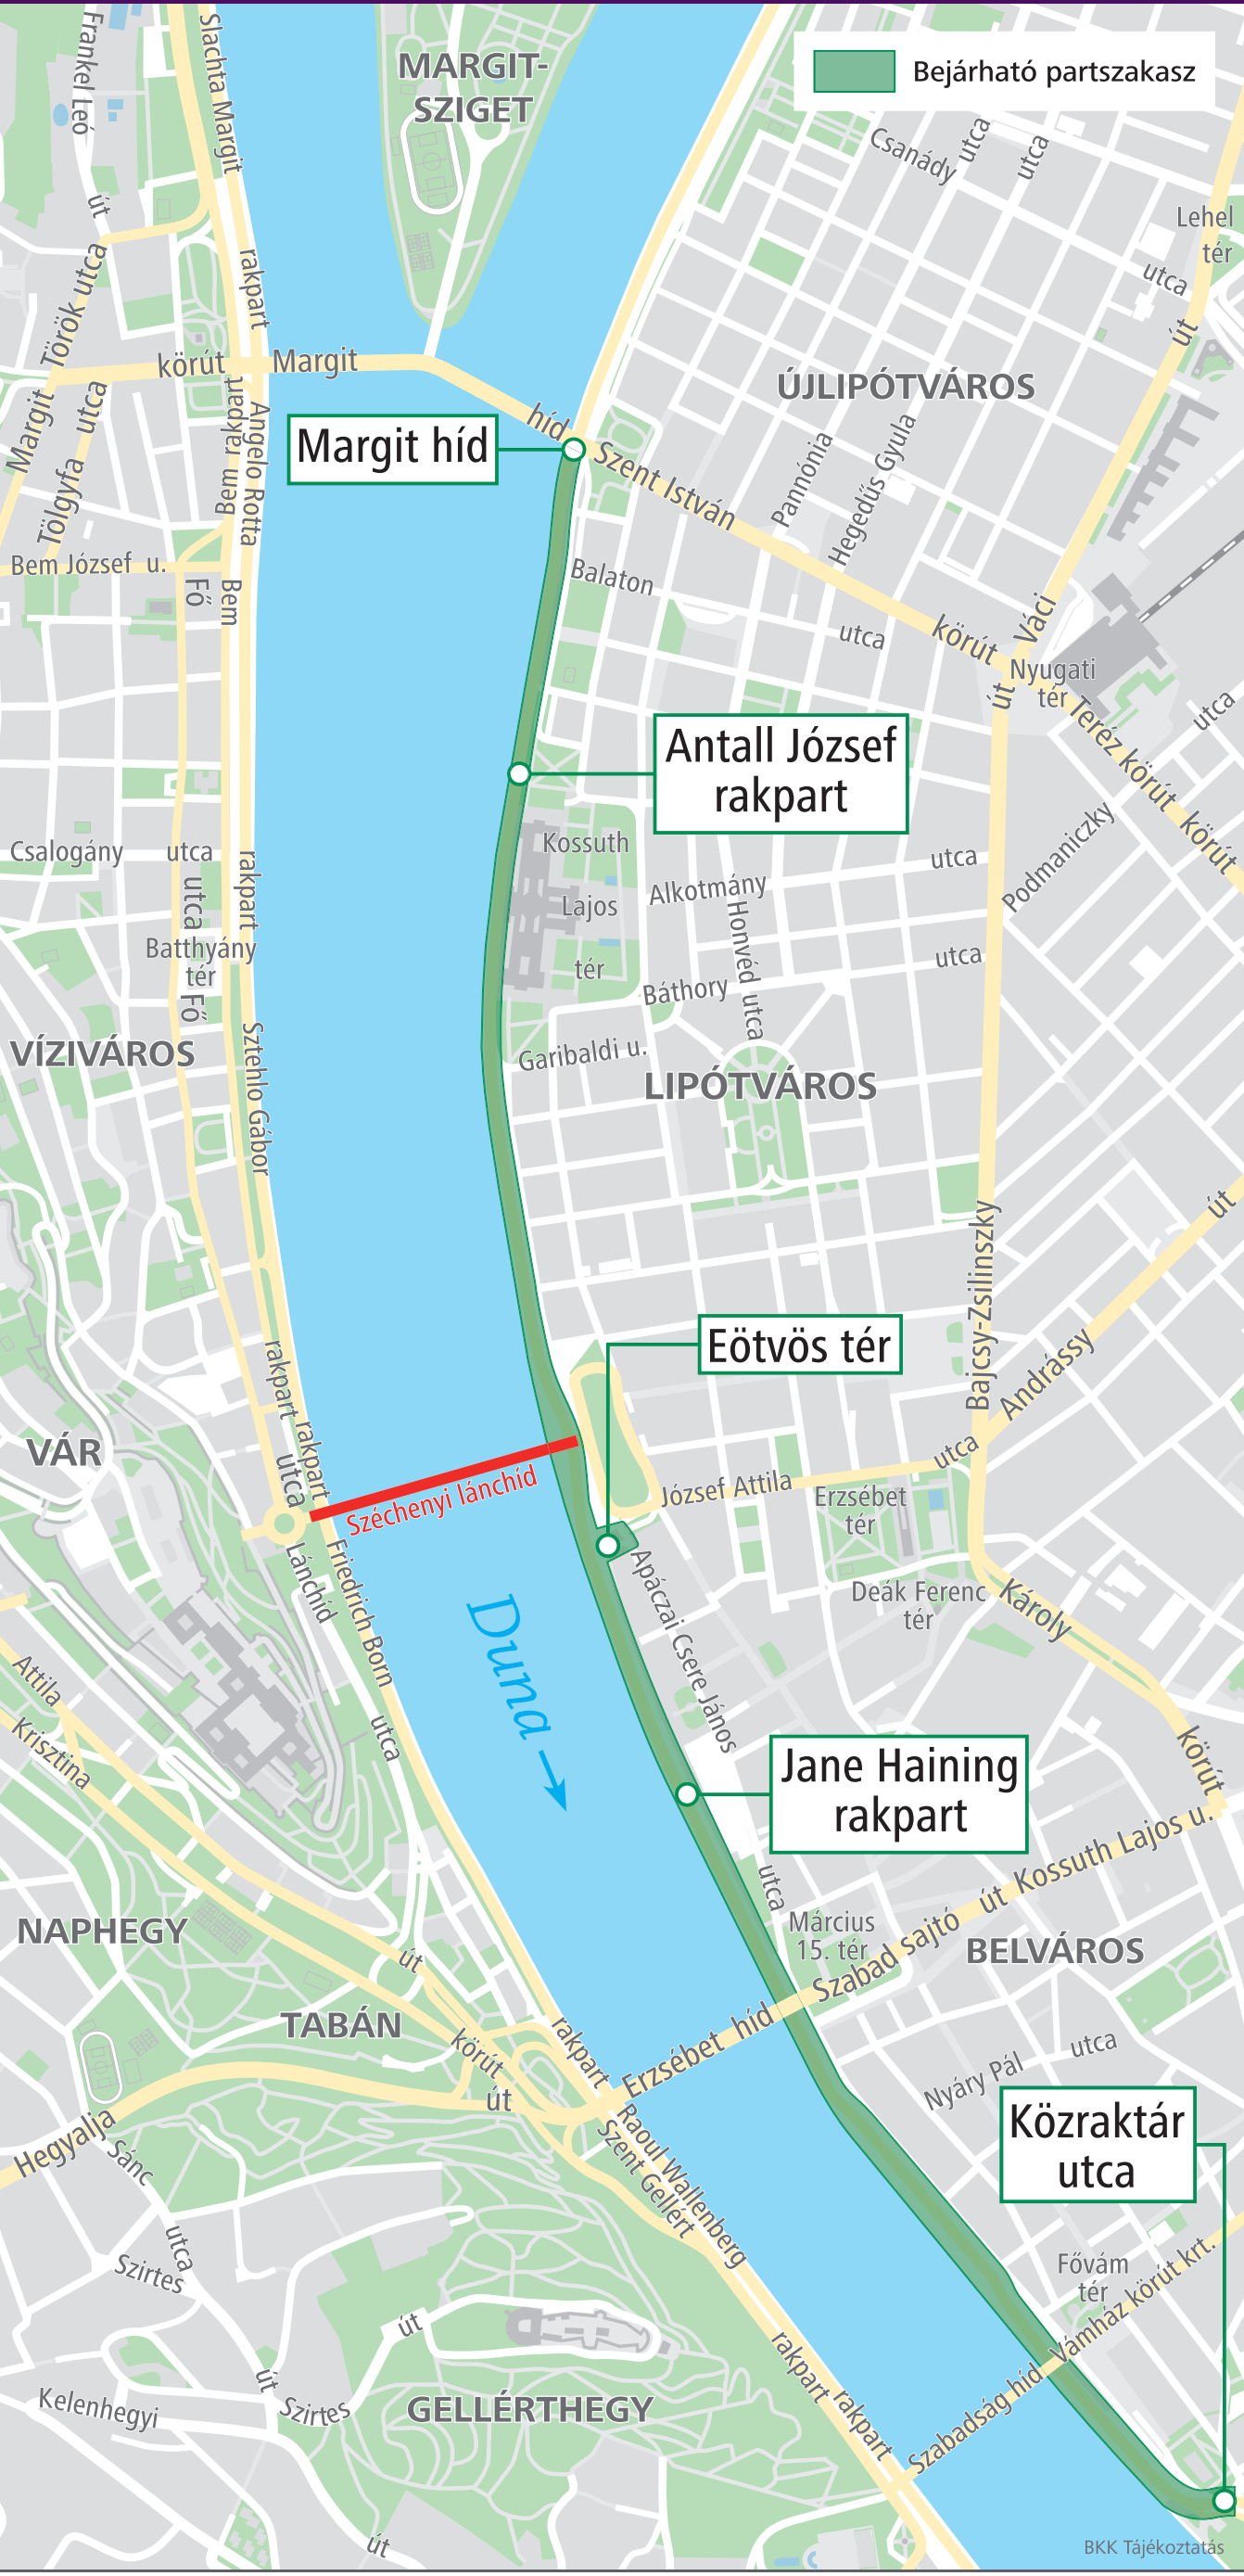 Bejárható partszakasz
MARGIT-
SZIGET
Frankel Leó
út
Slachta Margit
rakpart
Csanády
utca
utca
Lehel
tér
utca
út
Török utca
Margit
körút
Margit
híd
ÚJLIPÓTVÁROS
Margit híd
Tölgyfa
utca
Bem rakpart
Angelo Rotta
Szent István
Pannónia
Hegedűs Gyula
Bem József u.
Fő
Bem
Balaton
utca
körút
Váci
út
Nyugati
tér
Teréz körút
körút
utca
Antall József
rakpart
Podmaniczky
Csalogány
utca
utca
rakpart
Kossuth
Lajos
tér
Alkotmány
utca
Honvéd
utca
Batthyány
tér
Fő
Báthory
utca
VÍZIVÁROS
Sztehlo Gábor
Garibaldi u.
LIPÓTVÁROS
Bajcsy-Zsilinszky
út
Andrássy
Eötvös tér
rakpart
VÁR
utca
rakpart
Széchenyi lánchíd
József Attila
utca
Erzsébet
tér
Lánchíd
Friedrich Born
Apáczai Csere János
Deák Ferenc
tér
Károly
Duna
Attila
Krisztina
utca
körút
Jane Haining
rakpart
Kossuth Lajos u.
utca
Március
15. tér
Szabad sajtó
út
NAPHEGY
út
BELVÁROS
TABÁN
körút
rakpart
Erzsébet híd
utca
Nyáry Pál
út
Hegyalja
Sánc
utca
Raoul Wallenberg
Szent Gellért
Közraktár
utca
Szirtes
Fővám
tér
Vámház körút
krt.
út
út
Szirtes
Kelenhegyi
GELLÉRTHEGY
rakpart
rakpart
Szabadság híd
út
BKK Tájékoztatás